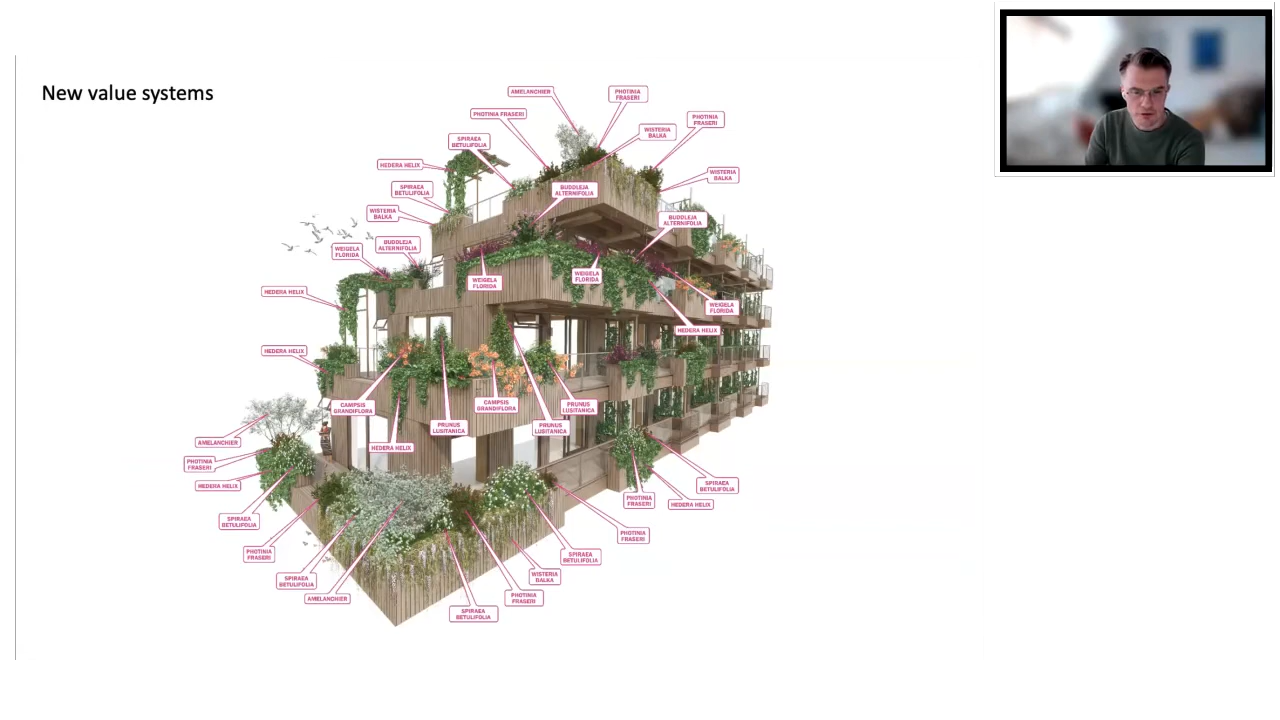 New value systems
AMELANCHIER
PHOTINIA
FRASERI
PHOTINIA FRASERI
PHOTINIA
FRASERI
WISTERIA
BALKA
SPIRAEA
BETULIFOLIA
HEDERA HELIX
WISTERIA
BALKA
SPIRAEA
BETULIFOLIA
BUDDLEJA
ALTERNIFOLIA
WISTERIA
BALKA
BUDDLEJA
ALTERNIFOLIA
BUDDLEJA
ALTERNIFOLIA
WEIGELA
FLORIDA
WEIGELA
FLORIDA
WEIGELA
FLORIDA
HEDERA HELIX
WEIGELA
FLORIDA
HEDERA HELIX
HEDERA HELIX
CAMPSIS
GRANDIFLORA
CAMPSIS
GRANDIFLORA
PRUNUS
LUSITANICA
PRUNUS
LUSITANICA
PRUNUS
LUSITANICA
AMELANCHIER
HEDERA HELIX
PHOTINIA
FRASERI
HEDERA HELIX
SPIRAEA
BETULIFOLIA
PHOTINIA
FRASERI
HEDERA HELIX
SPIRAEA
BETULIFOLIA
PHOTINIA
FRASERI
PHOTINIA
FRASERI
SPIRAEA
BETULIFOLIA
SPIRAEA
BETULIFOLIA
WISTERIA
BALKA
AMELANCHIER
PHOTINIA
FRASERI
SPIRAEA
BETULIFOLIA